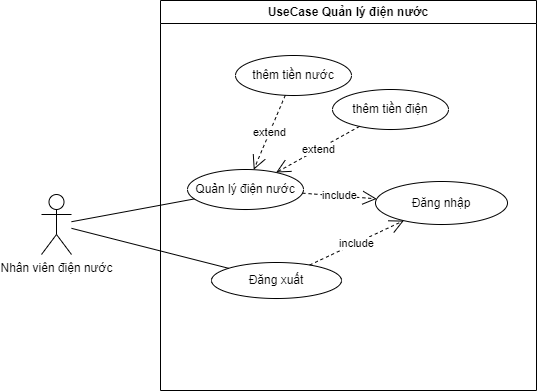 UseCase Quản lý điện nước
thêm tiền nước
thêm tiền điện
extend
extend
Quản lý điện nước
include
Đăng nhập
include
Nhân viên điện nước
Đăng xuất